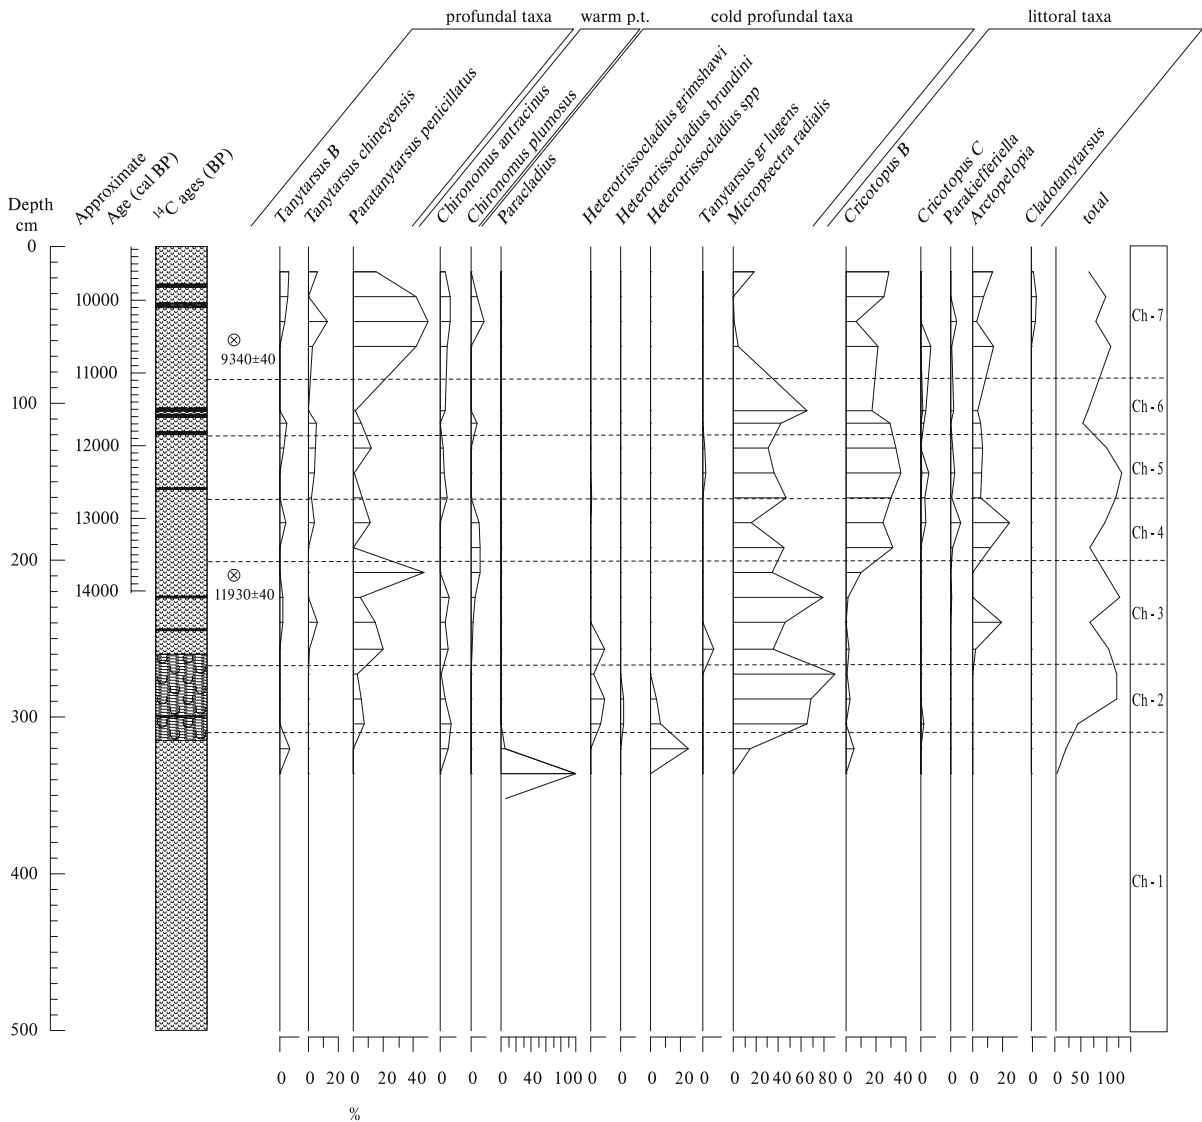 profundal taxa warm p.t. cold profundal taxa littoral taxa
Depth
cm
Approximate
Age (cal BP)
¹⁴C ages (BP)
Tanytarsus B
Tanytarsus chineyensis
Paratanytarsus penicillatus
Chironomus antracinus
Chironomus plumosus
Paracladius
Heterotrissocladius grimshawi
Heterotrissocladius brundini
Heterotrissocladius spp
Tanytarsus gr lugens
Micropsectra radialis
Cricotopus B
Cricotopus C
Parakiefferiella
Arctopelopia
Cladotanytarsus
total
0
10000
Ch - 7
9340±40
11000
100
Ch - 6
12000
Ch - 5
13000
Ch - 4
200
14000
11930±40
Ch - 3
300
Ch - 2
400
Ch - 1
500
0 0 20 0 20 40 0 0 0 100 0 0 0 20 0 0 20 40 60 80 0 20 40 0 0 0 20 0 0 50 100
%